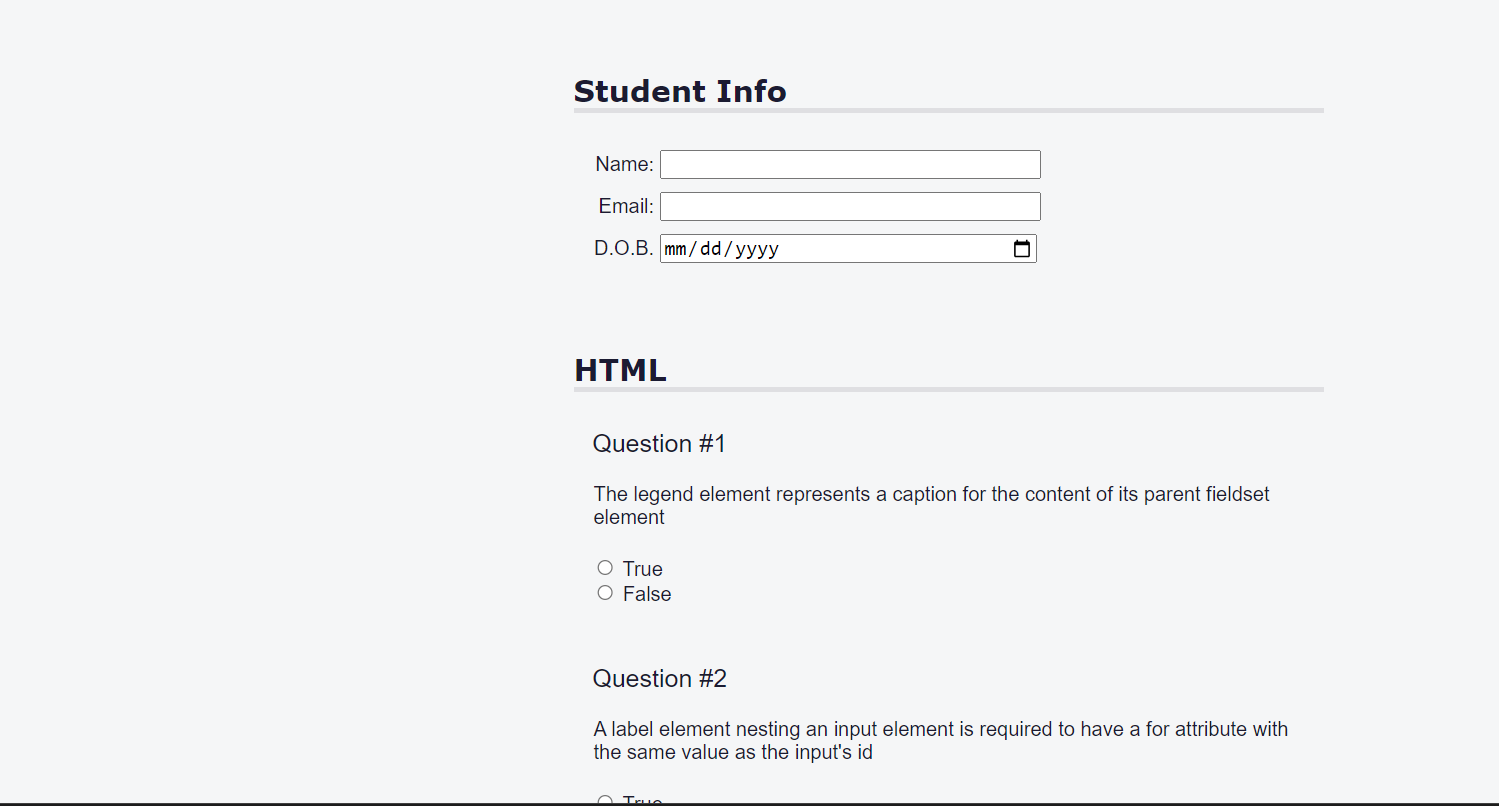 Student Info
Name:
Email:
D.O.B. mm/dd/yyyy
HTML
Question #1
The legend element represents a caption for the content of its parent fieldset
element
True
False
Question #2
A label element nesting an input element is required to have a for attribute with
the same value as the input's id
True